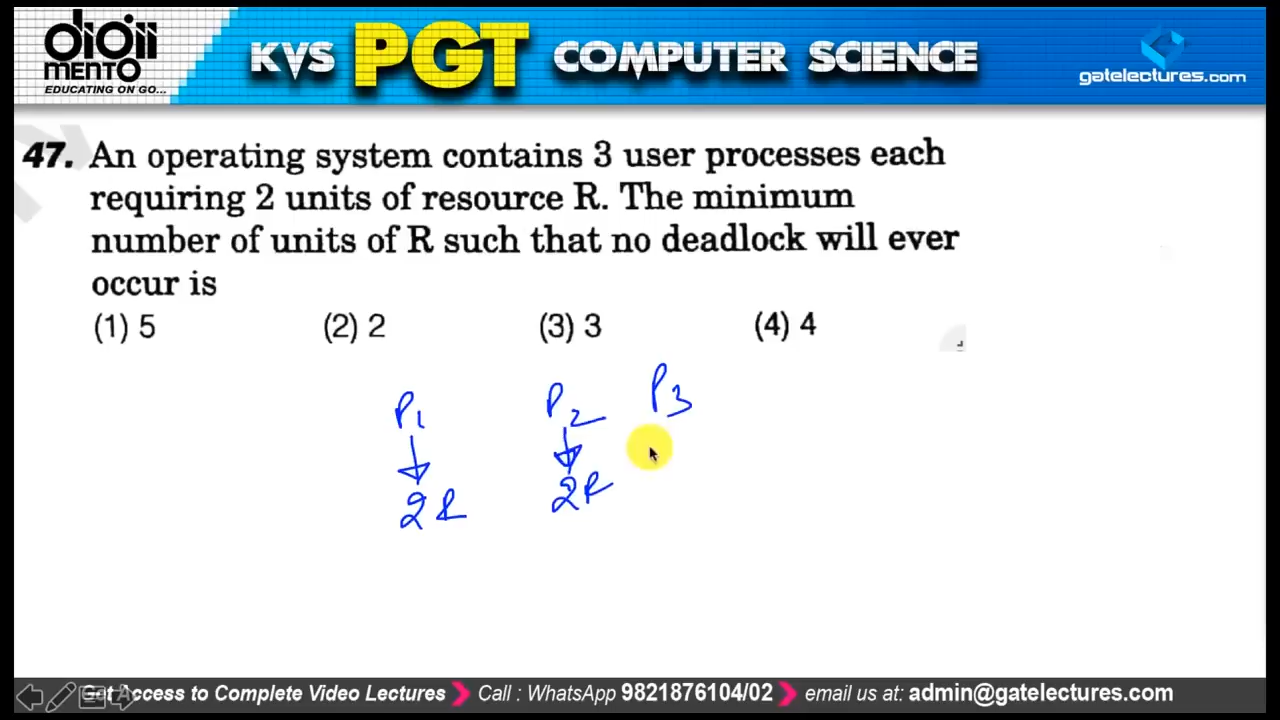 digii
MENTO
EDUCATING ON GO...
KVS PGT COMPUTER SCIENCE
gatelectures.com
47. An operating system contains 3 user processes each
requiring 2 units of resource R. The minimum
number of units of R such that no deadlock will ever
occur is
(1) 5 (2) 2 (3) 3 (4) 4
P1 P2 P3
2R 2R
Get Access to Complete Video Lectures Call : WhatsApp 9821876104/02 email us at: admin@gatelectures.com